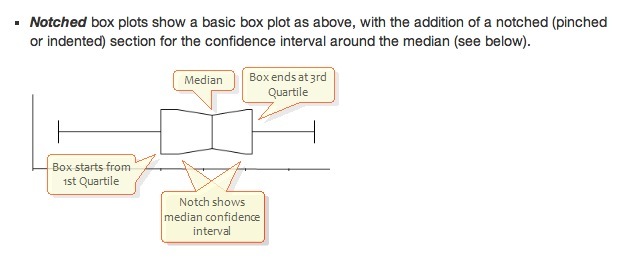 ▪ Notched box plots show a basic box plot as above, with the addition of a notched (pinched
or indented) section for the confidence interval around the median (see below).
Median
Box ends at 3rd
Quartile
Box starts from
1st Quartile
Notch shows
median confidence
interval